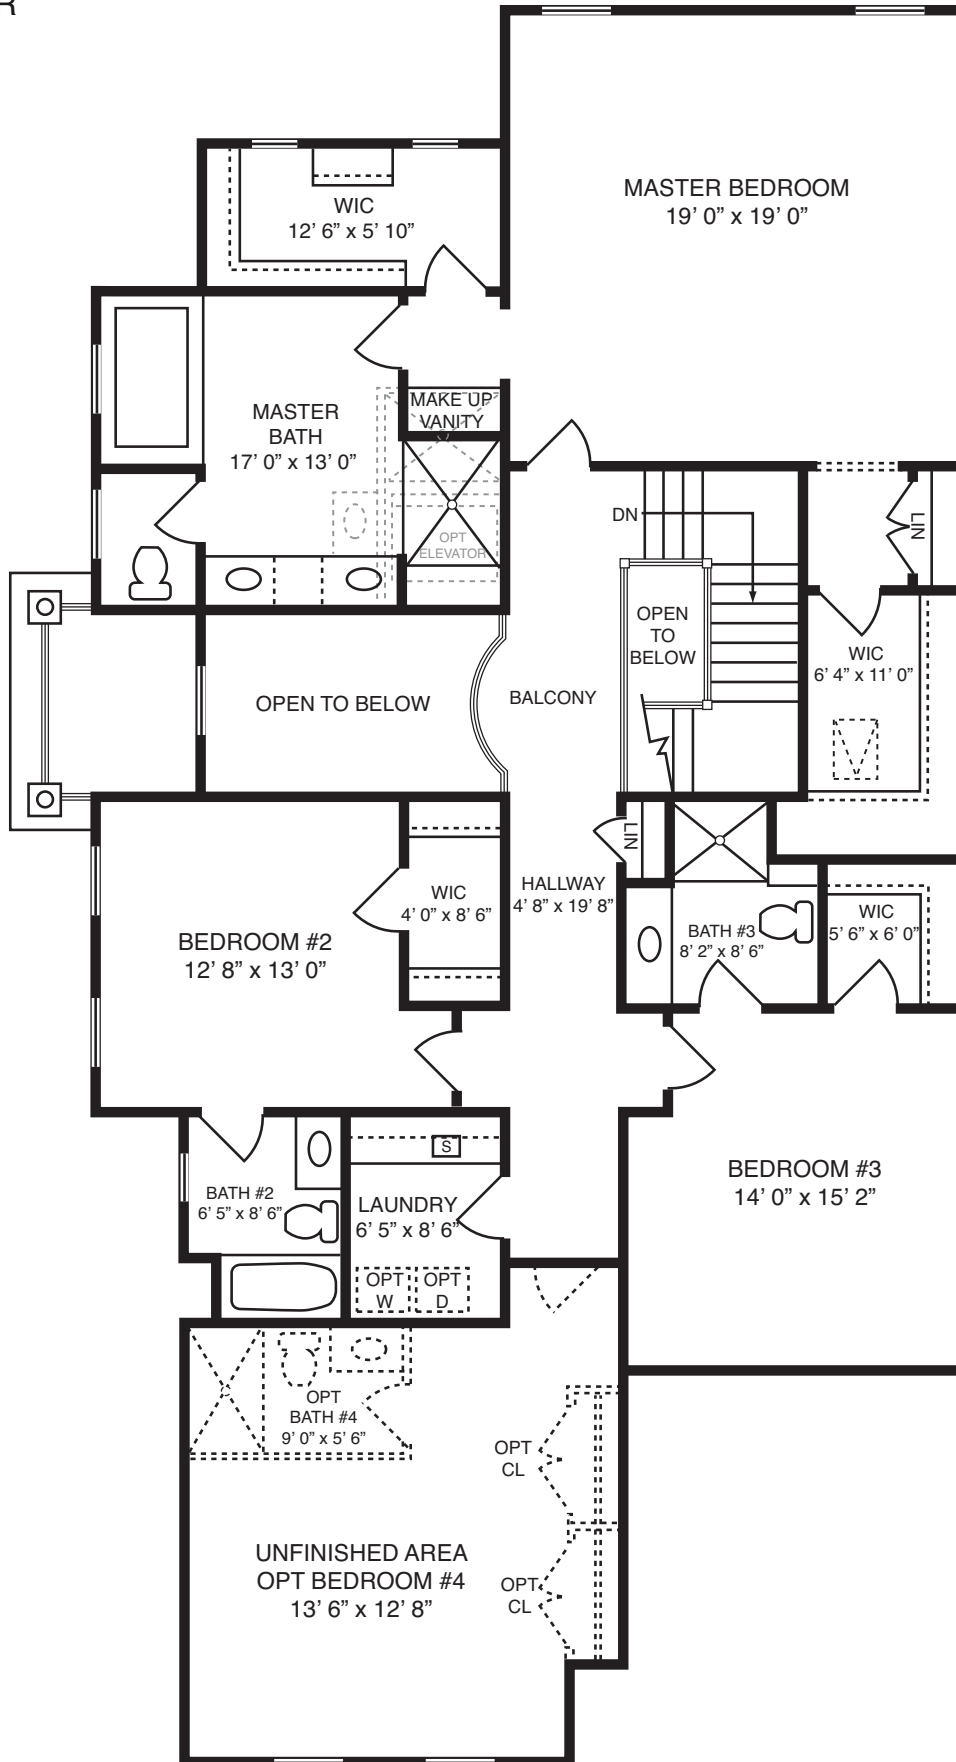 MASTER BEDROOM
19’ 0” x 19’ 0”
WIC
12’ 6” x 5’ 10”
MAKE UP
VANITY
MASTER
BATH
17’ 0” x 13’ 0”
OPT
ELEVATOR
DN
LIN
OPEN
TO
BELOW
WIC
6’ 4” x 11’ 0”
OPEN TO BELOW
BALCONY
LIN
HALLWAY
4’ 8” x 19’ 8”
WIC
4’ 0” x 8’ 6”
BEDROOM #2
12’ 8” x 13’ 0”
BATH #3
8’ 2” x 8’ 6”
WIC
5’ 6” x 6’ 0”
S
BEDROOM #3
14’ 0” x 15’ 2”
BATH #2
6’ 5” x 8’ 6”
LAUNDRY
6’ 5” x 8’ 6”
OPT
W
OPT
D
OPT
BATH #4
9’ 0” x 5’ 6”
OPT
CL
UNFINISHED AREA
OPT BEDROOM #4
13’ 6” x 12’ 8”
OPT
CL